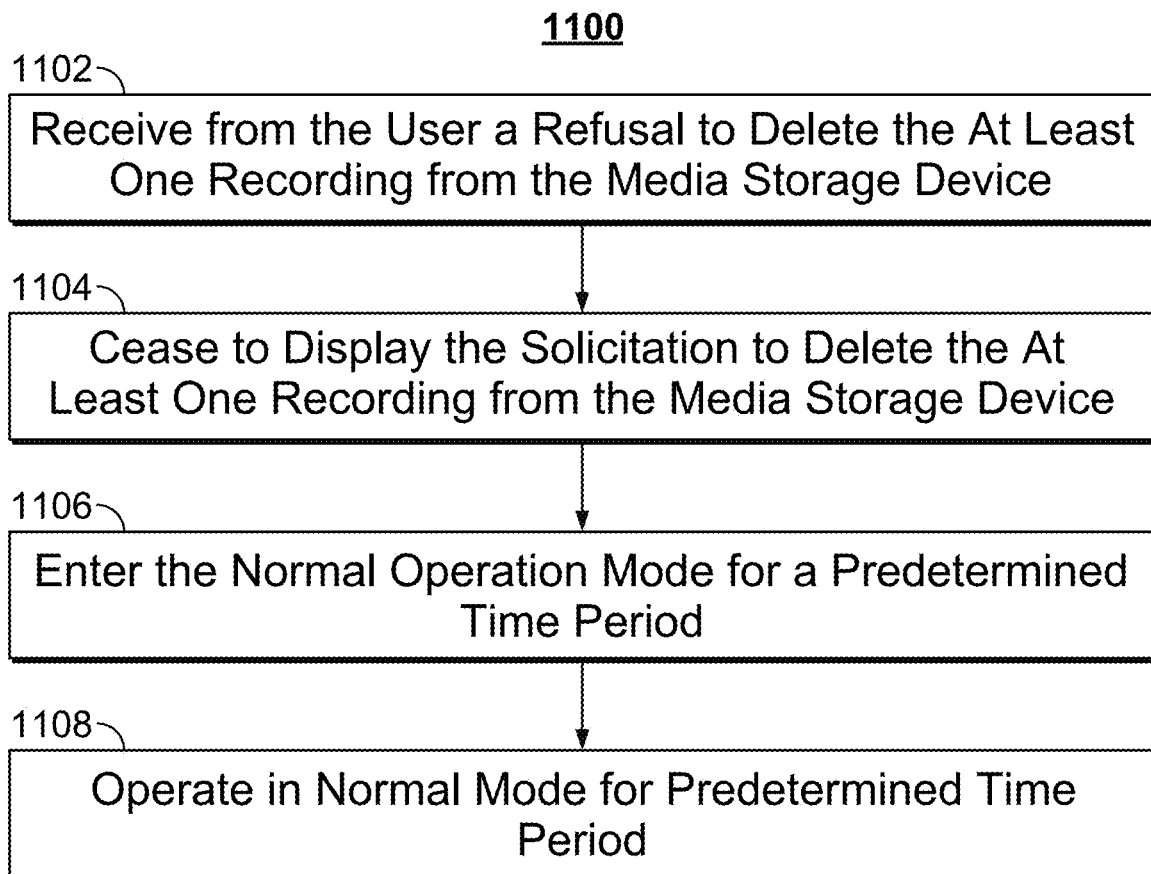 1100
1102
Receive from the User a Refusal to Delete the At Least
One Recording from the Media Storage Device
1104
Cease to Display the Solicitation to Delete the At
Least One Recording from the Media Storage Device
1106
Enter the Normal Operation Mode for a Predetermined
Time Period
1108
Operate in Normal Mode for Predetermined Time
Period